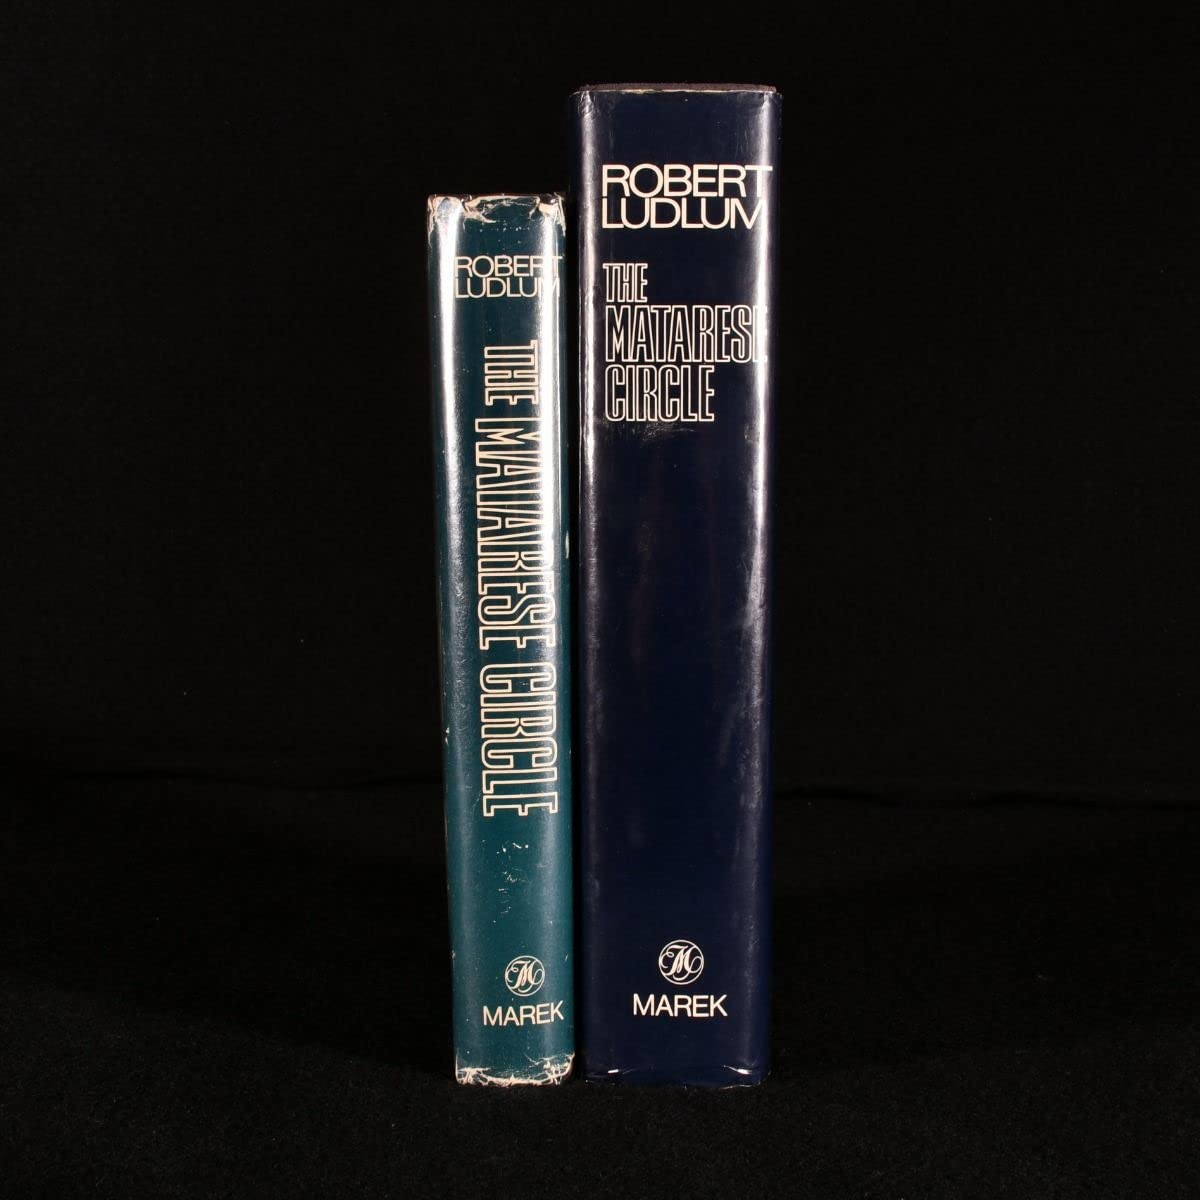 ROBERT
LUDLUM
THE MATARESE CIRCLE
M
MAREK
ROBERT
LUDLUM
THE
MATARESE
CIRCLE
M
MAREK